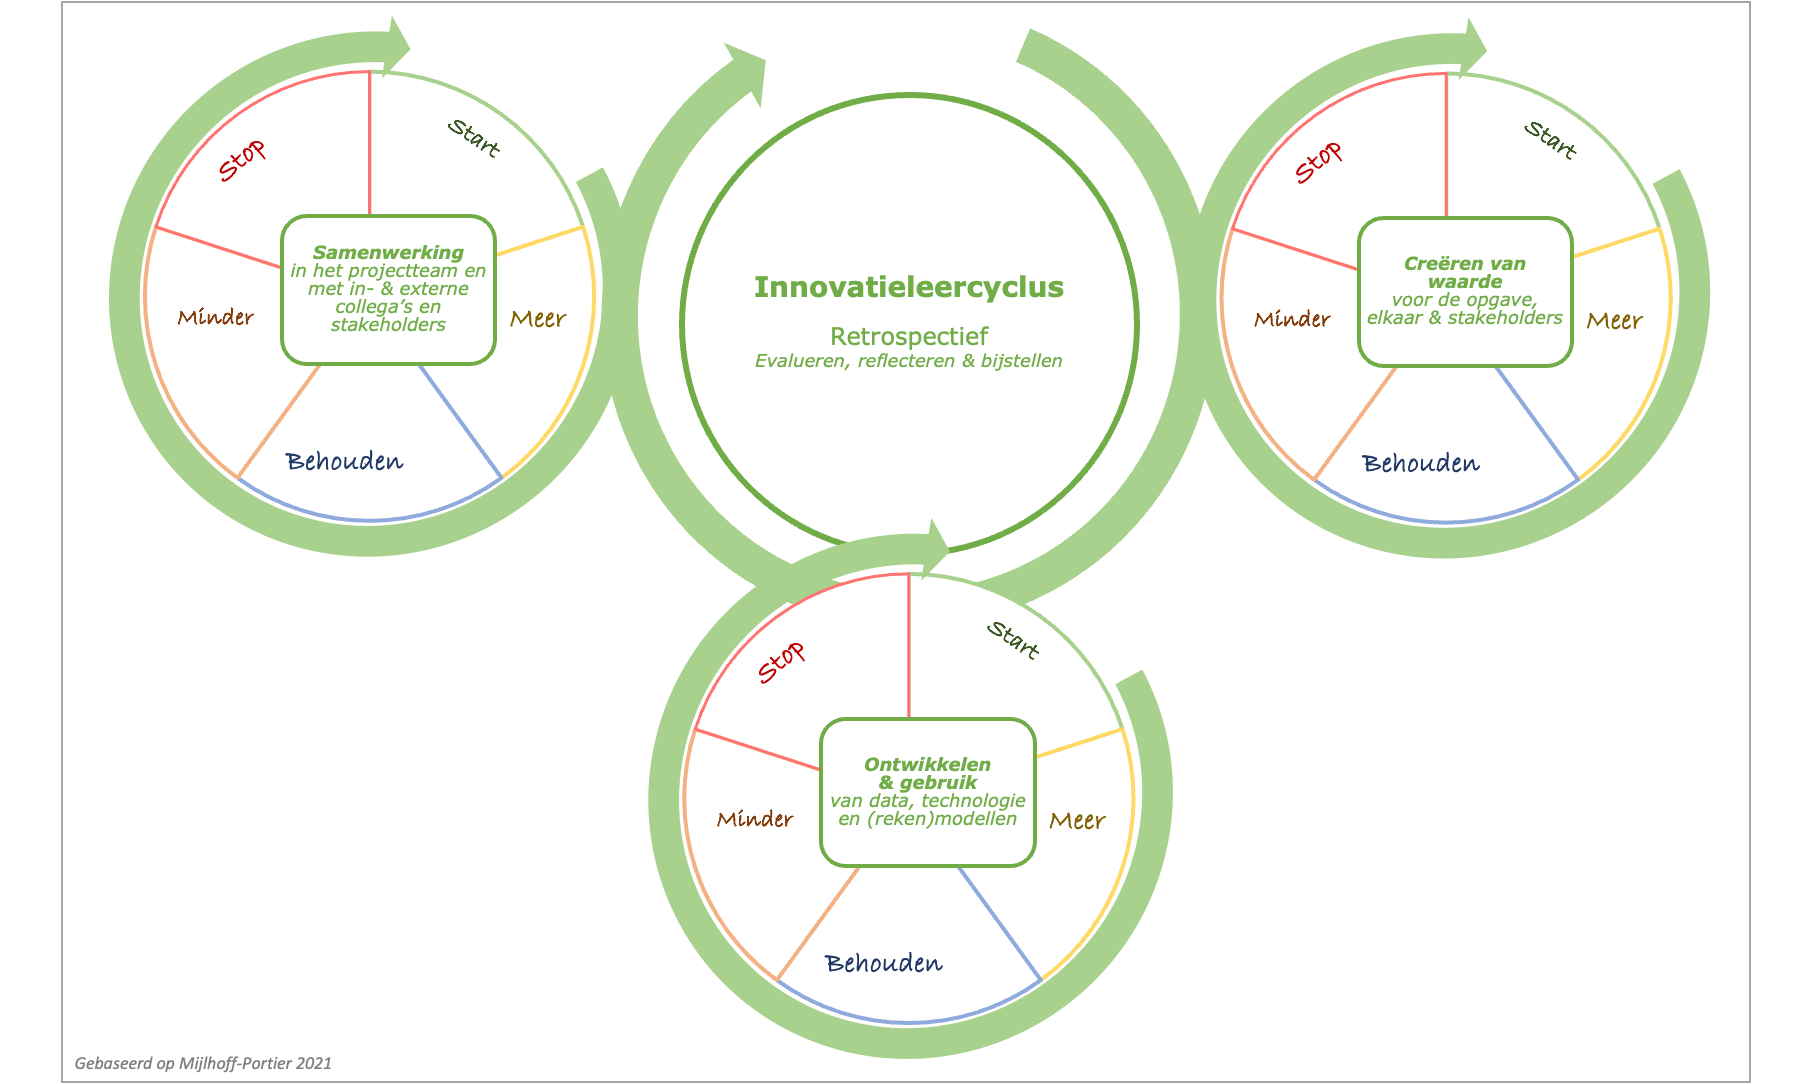 Start
Stop
Samenwerking
in het projectteam en
met in- & externe
collega’s en
stakeholders
Minder
Meer
Behouden
Innovatieleercyclus
Retrospectief
Evalueren, reflecteren & bijstellen
Start
Stop
Creëren van
waarde
voor de opgave,
elkaar & stakeholders
Minder
Meer
Behouden
Start
Stop
Ontwikkelen
& gebruik
van data, technologie
en (reken)modellen
Minder
Meer
Behouden
Gebaseerd op Mijlhoff-Portier 2021